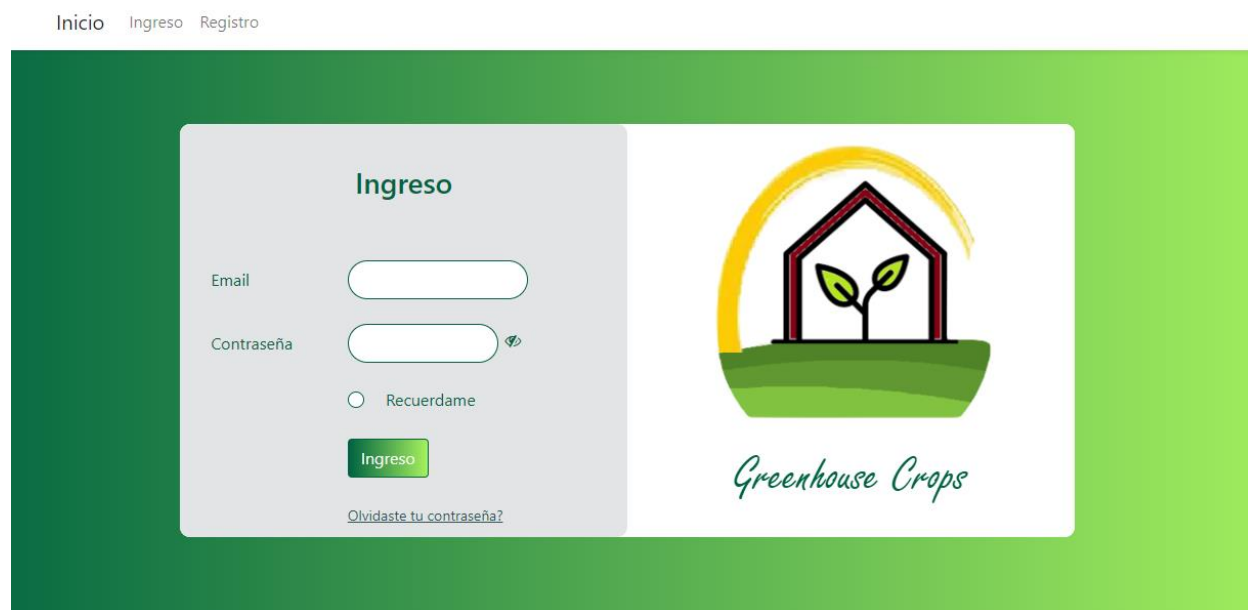 Inicio Ingreso Registro
Ingreso
Email
Contraseña
Recuerdame
Ingreso
Olvidaste tu contraseña?
Greenhouse Crops